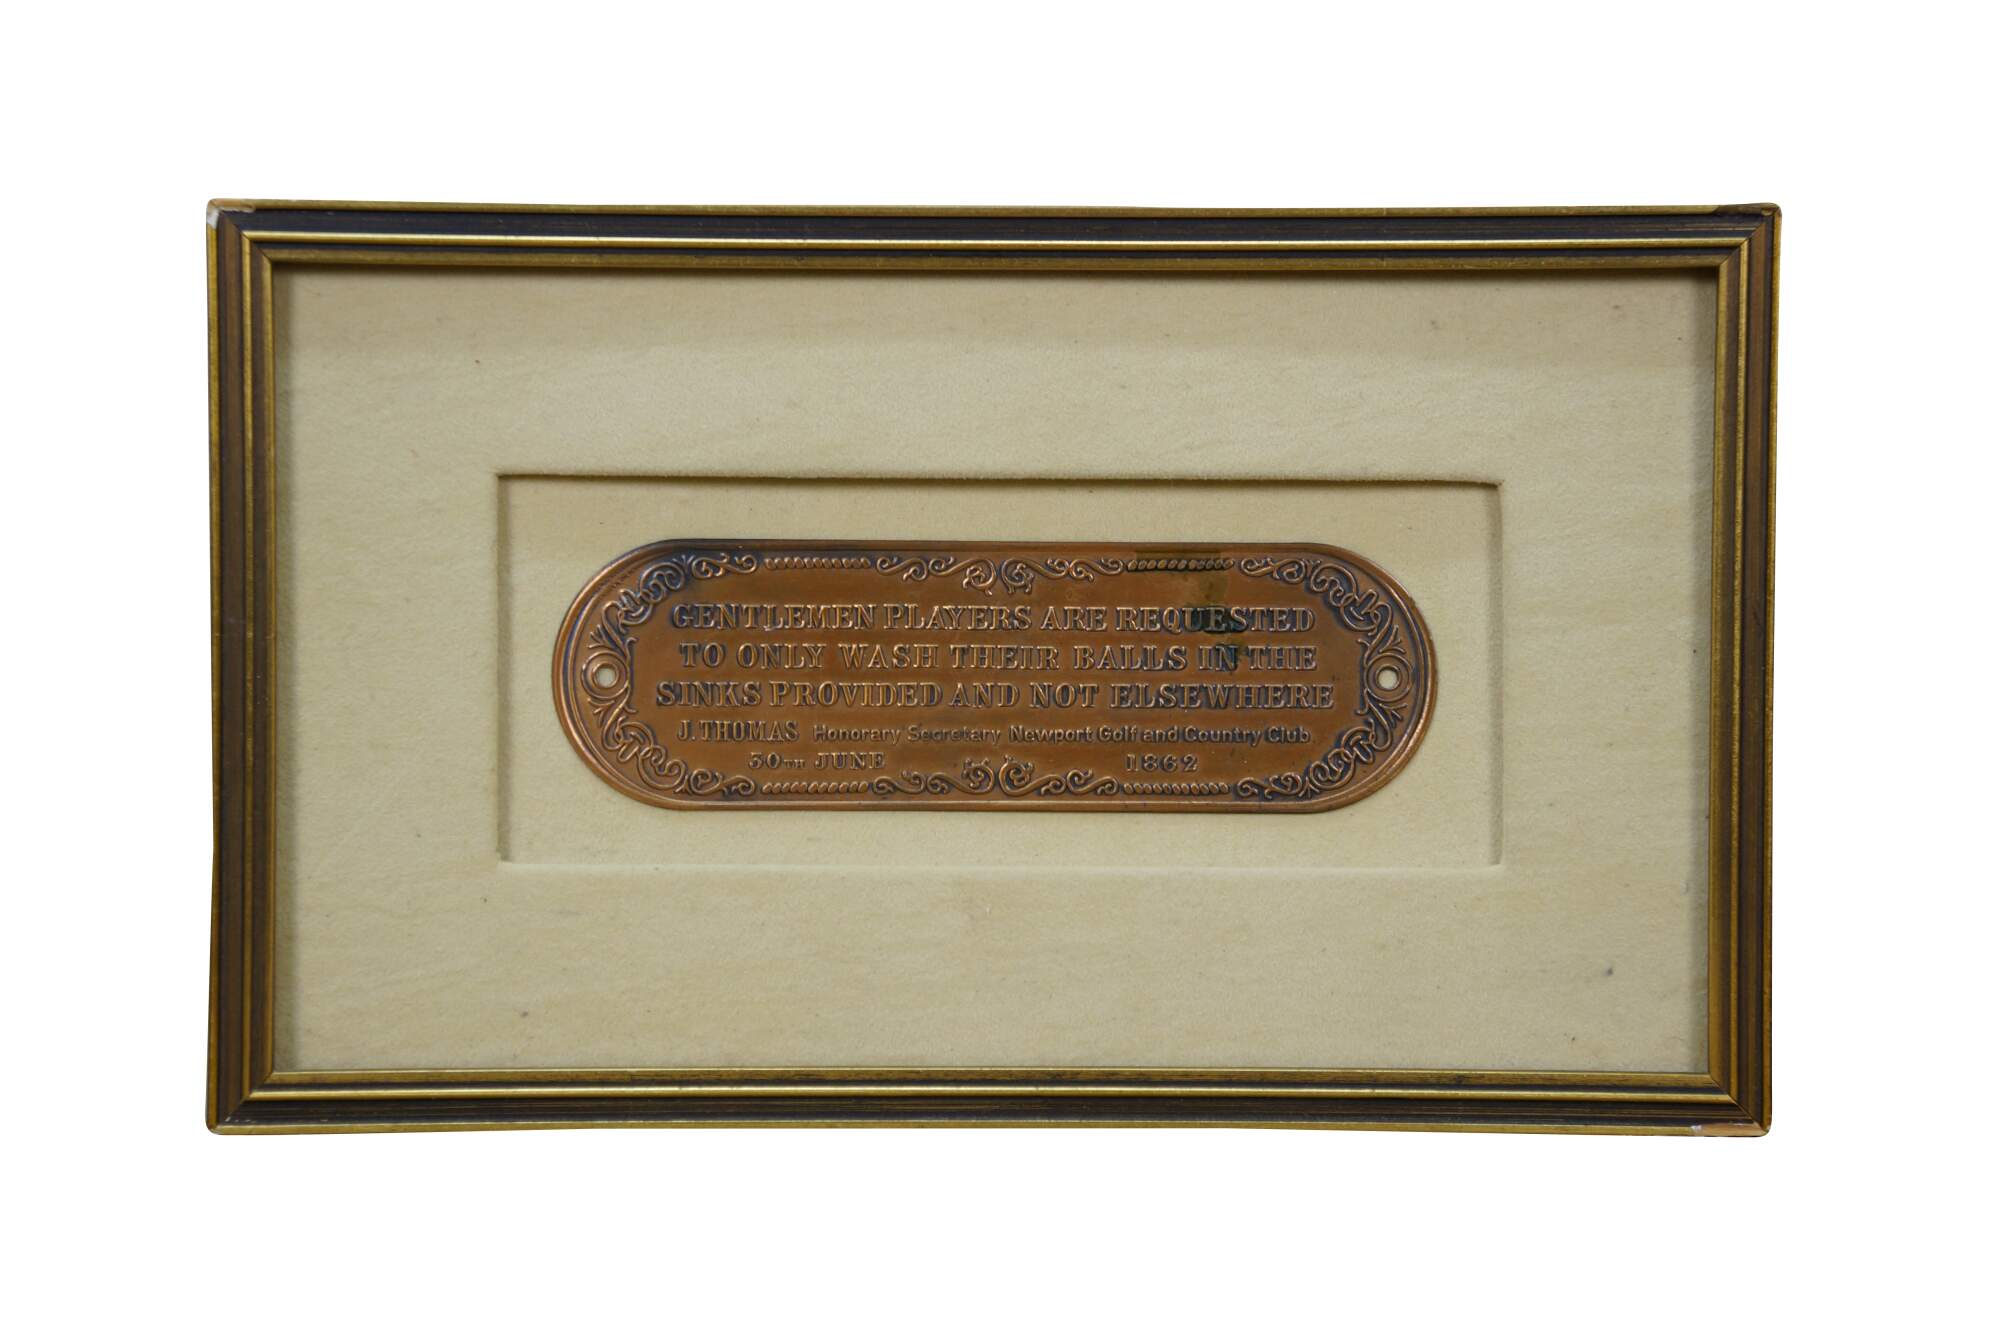 GENTLEMEN PLAYERS ARE REQUESTED
TO ONLY WASH THEIR BALLS IN THE
SINKS PROVIDED AND NOT ELSEWHERE
J. THOMAS Honorary Secretary Newport Golf and Country Club
30TH JUNE 1862